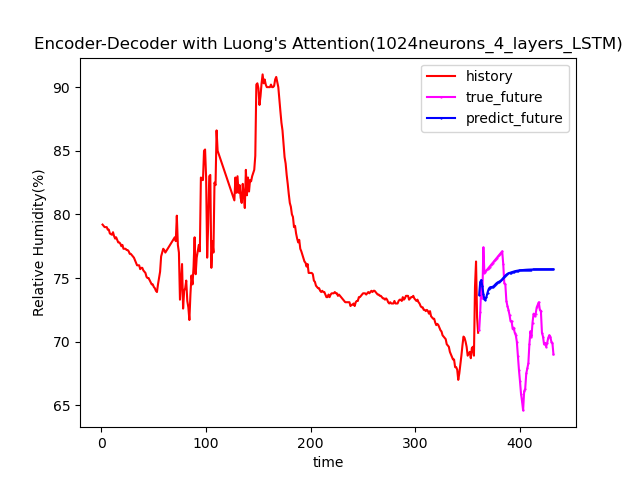 Encoder-Decoder with Luong's Attention(1024neurons_4_layers_LSTM)
history
true_future
predict_future
Relative Humidity(%)
90
85
80
75
70
65
0 100 200 300 400
time